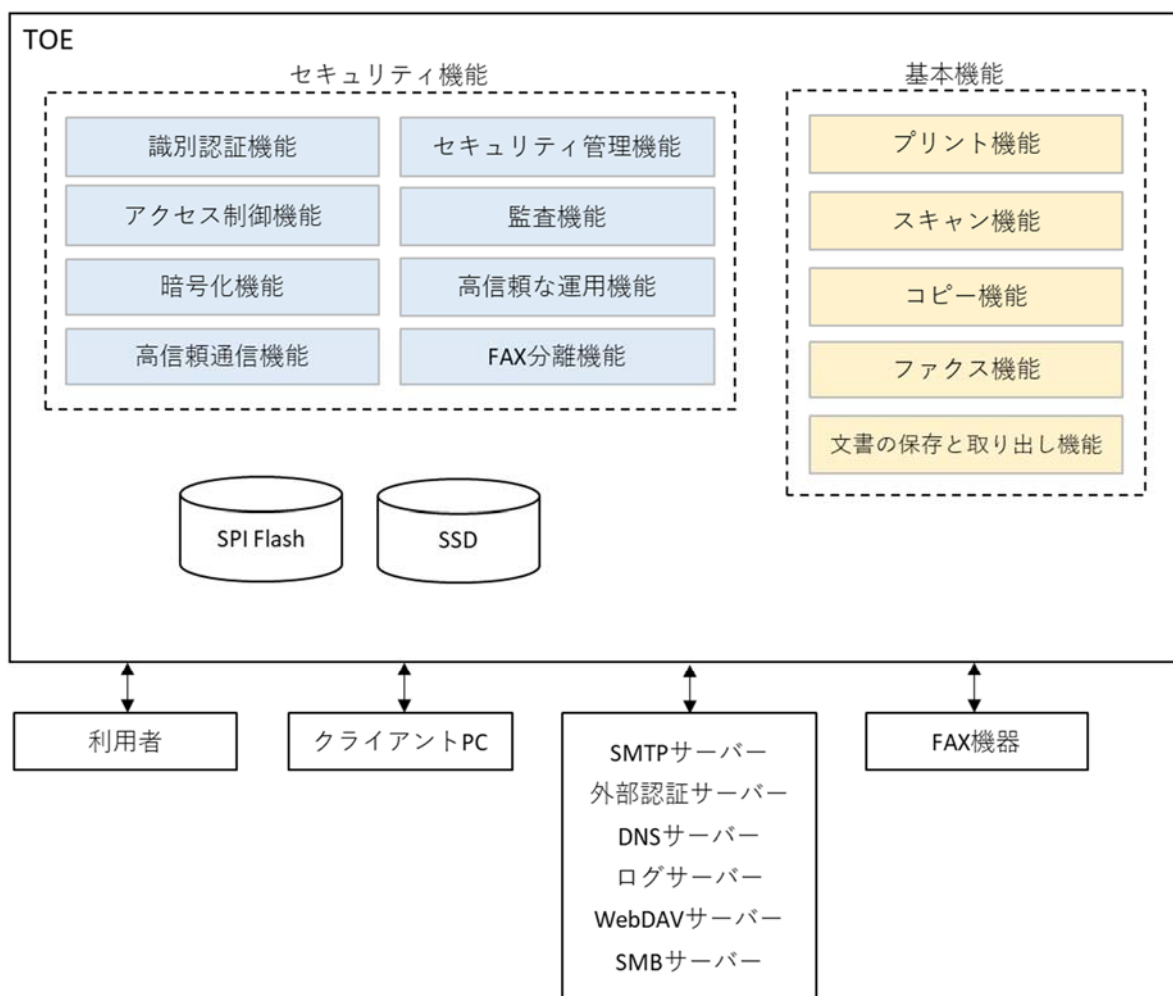 TOE
セキュリティ機能
識別認証機能
セキュリティ管理機能
アクセス制御機能
監査機能
暗号化機能
高信頼な運用機能
高信頼通信機能
FAX分離機能
基本機能
プリント機能
スキャン機能
コピー機能
ファクス機能
文書の保存と取り出し機能
SPI Flash
SSD
利用者
クライアントPC
SMTPサーバー
外部認証サーバー
DNSサーバー
ログサーバー
WebDAVサーバー
SMBサーバー
FAX機器